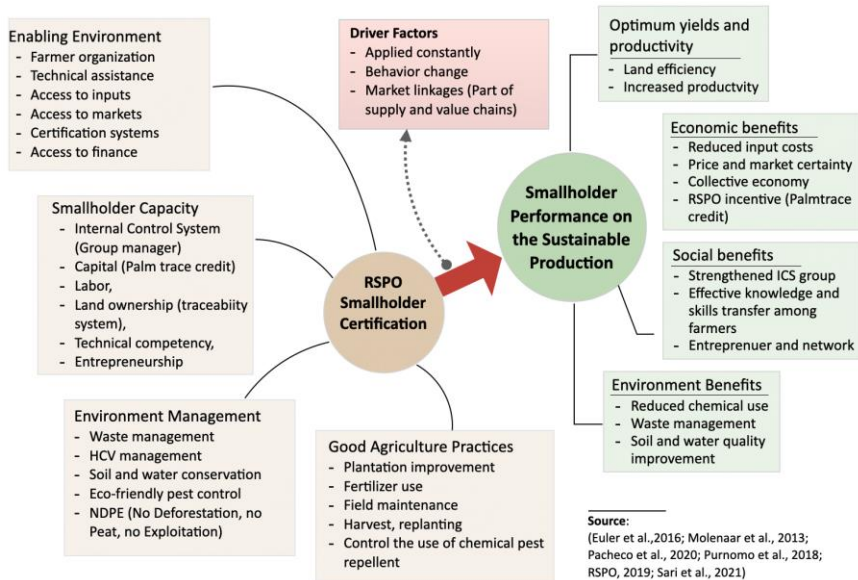 Enabling Environment
- Farmer organization
- Technical assistance
- Access to inputs
- Access to markets
- Certification systems
- Access to finance
Smallholder Capacity
- Internal Control System
(Group manager)
- Capital (Palm trace credit)
- Labor,
- Land ownership (traceabiity
system),
- Technical competency,
- Entrepreneurship
Environment Management
- Waste management
- HCV management
- Soil and water conservation
- Eco-friendly pest control
- NDPE (No Deforestation, no
Peat, no Exploitation)
Good Agriculture Practices
- Plantation improvement
- Fertilizer use
- Field maintenance
- Harvest, replanting
- Control the use of chemical pest
repellent
RSPO
Smallholder
Certification
Driver Factors
- Applied constantly
- Behavior change
- Market linkages (Part of
supply and value chains)
Smallholder
Performance on
the Sustainable
Production
Optimum yields and
productivity
- Land efficiency
- Increased productvity
Economic benefits
- Reduced input costs
- Price and market certainty
- Collective economy
- RSPO incentive (Palmtrace
credit)
Social benefits
- Strengthened ICS group
- Effective knowledge and
skills transfer among
farmers
- Entreprenuer and network
Environment Benefits
- Reduced chemical use
- Waste management
- Soil and water quality
improvement
Source:
(Euler et al.,2016; Molenaar et al., 2013;
Pacheco et al., 2020; Purnomo et al., 2018;
RSPO, 2019; Sari et al., 2021)